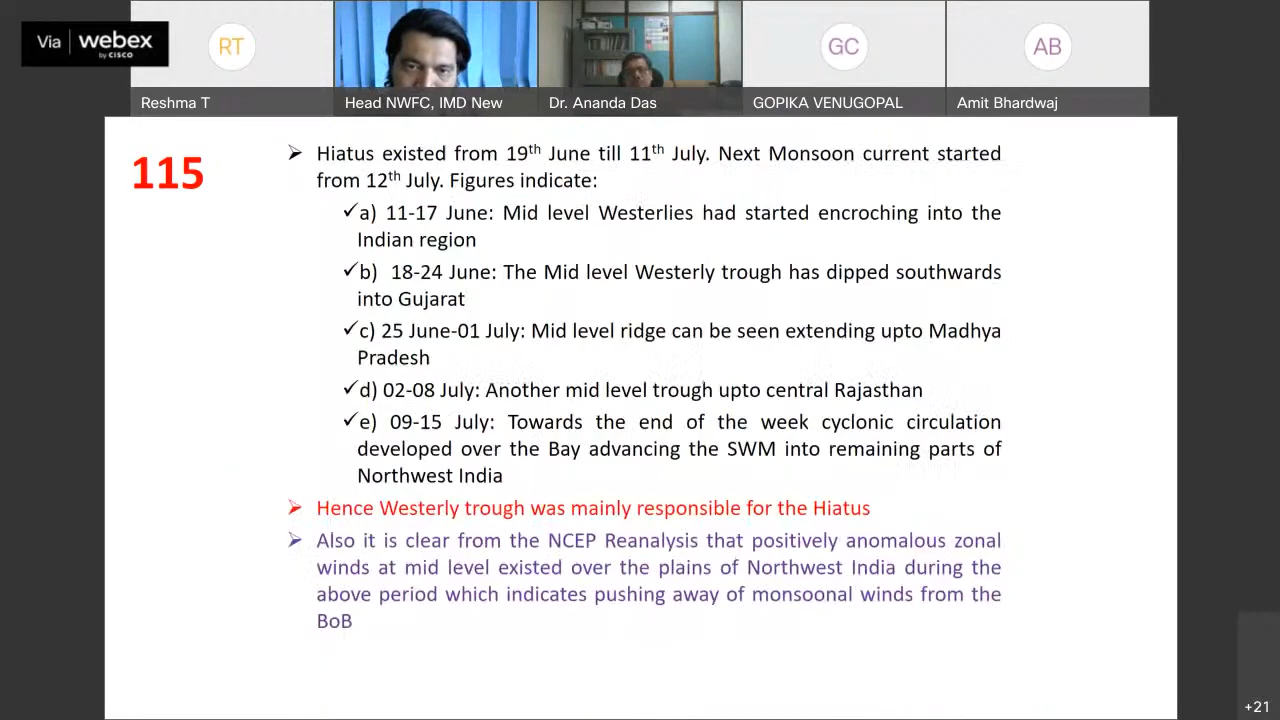 Via webex
by CISCO
RT
GC
AB
Reshma T
Head NWFC, IMD New
Dr. Ananda Das
GOPIKA VENUGOPAL
Amit Bhardwaj
115
➢ Hiatus existed from 19th June till 11th July. Next Monsoon current started
from 12th July. Figures indicate:
✓a) 11-17 June: Mid level Westerlies had started encroching into the
Indian region
✓b) 18-24 June: The Mid level Westerly trough has dipped southwards
into Gujarat
✓c) 25 June-01 July: Mid level ridge can be seen extending upto Madhya
Pradesh
✓d) 02-08 July: Another mid level trough upto central Rajasthan
✓e) 09-15 July: Towards the end of the week cyclonic circulation
developed over the Bay advancing the SWM into remaining parts of
Northwest India
➢ Hence Westerly trough was mainly responsible for the Hiatus
➢ Also it is clear from the NCEP Reanalysis that positively anomalous zonal
winds at mid level existed over the plains of Northwest India during the
above period which indicates pushing away of monsoonal winds from the
BoB
+21